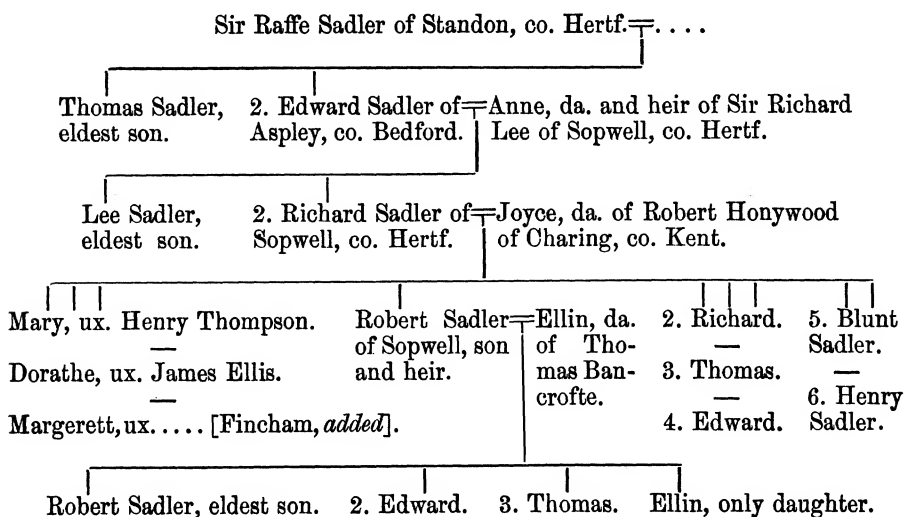 Sir Raffe Sadler of Standon, co. Hertf.=....
Thomas Sadler,
eldest son.
2. Edward Sadler of=Anne, da. and heir of Sir Richard
Aspley, co. Bedford. Lee of Sopwell, co. Hertf.
Lee Sadler,
eldest son.
2. Richard Sadler of=Joyce, da. of Robert Honywood
Sopwell, co. Hertf. of Charing, co. Kent.
Mary, ux. Henry Thompson.
—
Dorathe, ux. James Ellis.
—
Margerett, ux..... [Fincham, added].
Robert Sadler=Ellin, da.
of Sopwell, son of Tho-
and heir. mas Ban-
crofte.
2. Richard.
—
3. Thomas.
—
4. Edward.
5. Blunt
Sadler.
—
6. Henry
Sadler.
Robert Sadler, eldest son. 2. Edward. 3. Thomas. Ellin, only daughter.